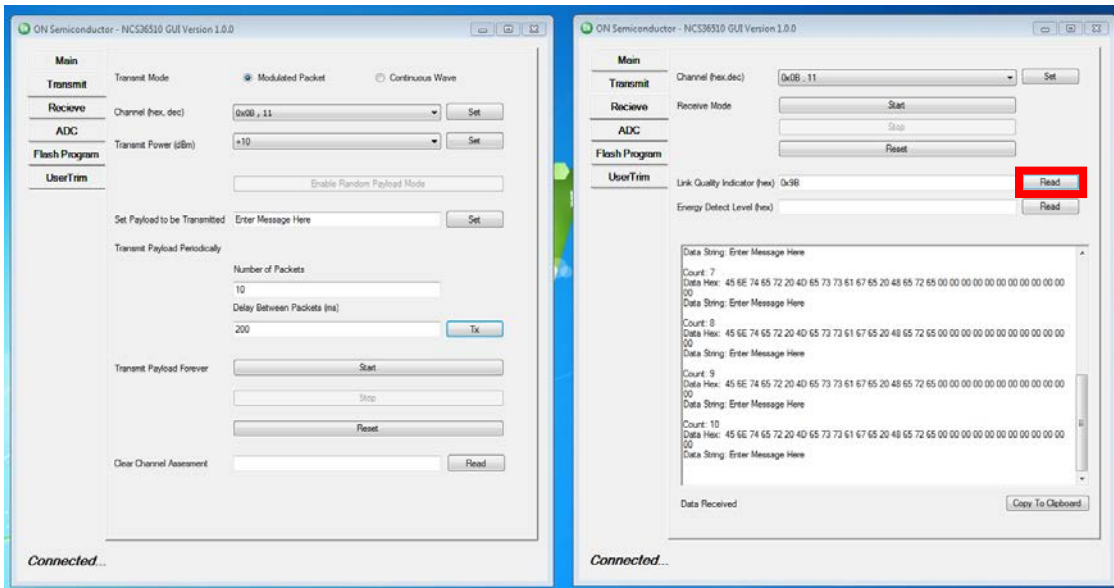 ON Semiconductor - NCS36510 GUI Version 1.0.0
Main
Transmit
Recieve
ADC
Flash Program
UserTrim
Transmit Mode Modulated Packet Continuous Wave
Channel (hex, dec) 0x0B , 11 Set
Transmit Power (dBm) +10 Set
Enable Random Payload Mode
Set Payload to be Transmitted Enter Message Here Set
Transmit Payload Periodically
Number of Packets
10
Delay Between Packets (ms)
200 Tx
Transmit Payload Forever Start
Stop
Reset
Clear Channel Assesment Read
Connected...
ON Semiconductor - NCS36510 GUI Version 1.0.0
Main
Transmit
Recieve
ADC
Flash Program
UserTrim
Channel (hex,dec) 0x0B , 11 Set
Receive Mode Start
Stop
Reset
Link Quality Indicator (hex) 0x9B Read
Energy Detect Level (hex) Read
Data String: Enter Message Here
Count: 7
Data Hex: 45 6E 74 65 72 20 4D 65 73 73 61 67 65 20 48 65 72 65 00 00 00 00 00 00 00 00 00 00
00
Data String: Enter Message Here
Count: 8
Data Hex: 45 6E 74 65 72 20 4D 65 73 73 61 67 65 20 48 65 72 65 00 00 00 00 00 00 00 00 00 00
00
Data String: Enter Message Here
Count: 9
Data Hex: 45 6E 74 65 72 20 4D 65 73 73 61 67 65 20 48 65 72 65 00 00 00 00 00 00 00 00 00 00
00
Data String: Enter Message Here
Count: 10
Data Hex: 45 6E 74 65 72 20 4D 65 73 73 61 67 65 20 48 65 72 65 00 00 00 00 00 00 00 00 00 00
00
Data String: Enter Message Here
Data Received Copy To Clipboard
Connected...